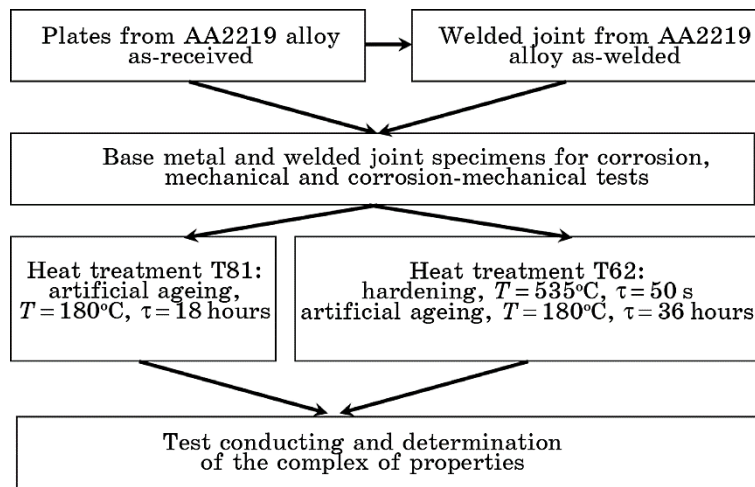 Plates from AA2219 alloy
as-received
Welded joint from AA2219
alloy as-welded
Base metal and welded joint specimens for corrosion,
mechanical and corrosion-mechanical tests
Heat treatment T81:
artificial ageing,
T = 180°C, τ = 18 hours
Heat treatment T62:
hardening, T = 535°C, τ = 50 s
artificial ageing, T = 180°C, τ = 36 hours
Test conducting and determination
of the complex of properties